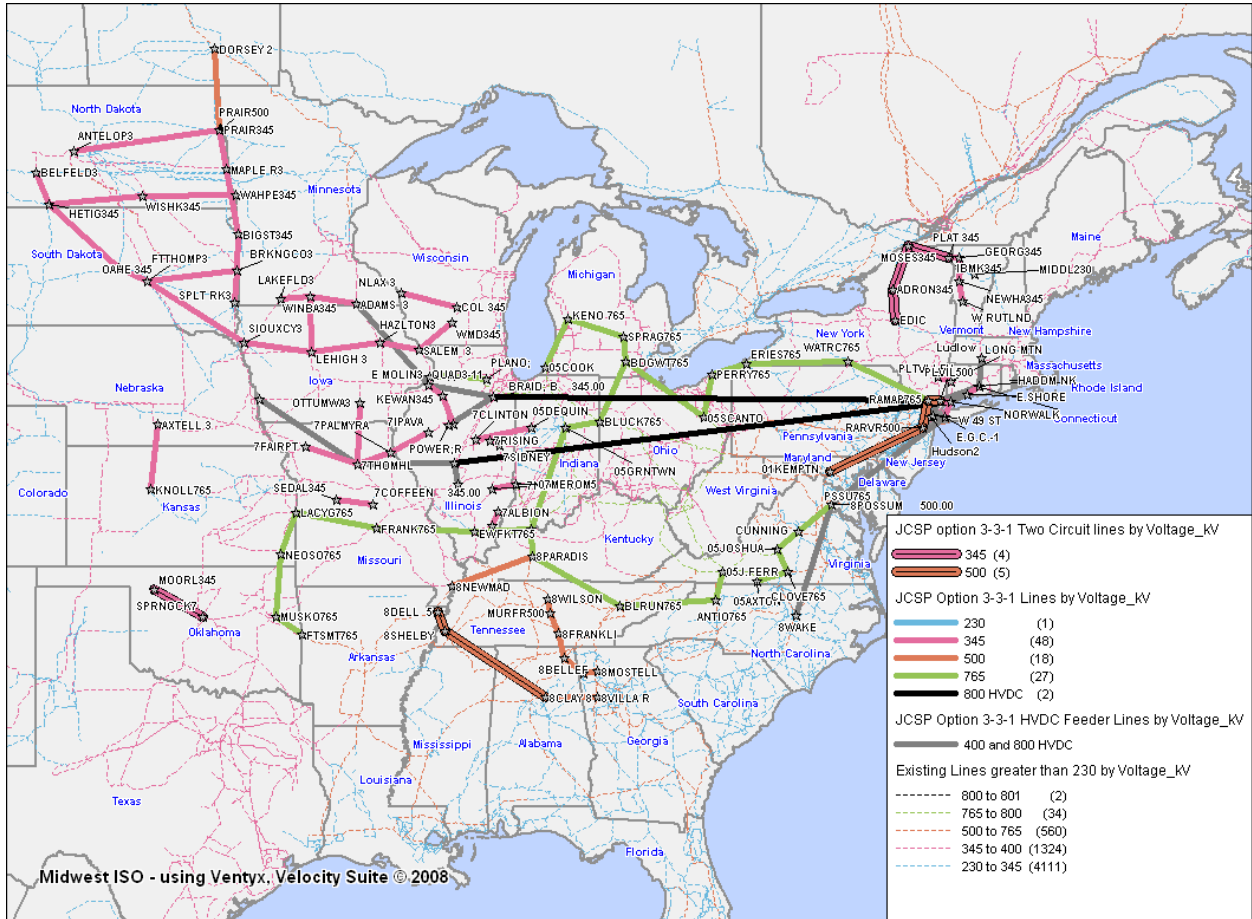 DORSEY 2
North Dakota
PRAIR500
PRAIR345
ANTELOP3
BELFELD3
MAPLE R3
Minnesota
WISHK345
WAHPE345
HETIG345
BIGST345
South Dakota
FTTHOMP3
BRKNGCO3
OAHE 345
LAKEFLD3
NLAX 3
Wisconsin
SPLT RK3
WINBA345
ADAMS 3
COL 345
HAZLTON3
WMD345
SIOUXCY3
LEHIGH 3
SALEM 3
Michigan
KENO 765
SPRAG765
BDGWT765
05COOK
PLAT 345
MOSES345
GEORG345
IBMK345
MIDDL230
Maine
ADRON345
NEWHA345
EDIC
W RUTLND
New York
Vermont
New Hampshire
WATRC765
ERIES765
PERRY765
Ludlow
LONG MTN
Massachusetts
PLTVL
PLVIL500
HADDM-NK
Rhode Island
E.SHORE
NORWALK
Connecticut
RAMAP765
W 49 ST
RARVR500
E.G.C.-1
Hudson2
Iowa
E MOLIN3
QUAD3-11
PLANO;
BRAID; B
345.00
Nebraska
OTTUMWA3
KEWAN345
7CLINTON
05DEQUIN
7PALMYRA
7IPAVA
AXTELL 3
7FAIRPT
POWER;R
7RISING
BLUCK765
05SCANTO
7SIDNEY
Indiana
Ohio
Pennsylvania
Maryland
New Jersey
7THOMHL
05GRNTWN
01KEMPTN
Delaware
Colorado
KNOLL765
Kansas
SEDAL345
7COFFEEN
345.00
Illinois
07MEROM5
West Virginia
PSSU765
8POSSUM
500.00
LACYG765
FRANK765
7ALBION
EWFKT765
Kentucky
CUNNING
05JOSHUA
Virginia
NEOSO765
Missouri
8PARADIS
05J.FERR
CLOVE765
MOORL345
SPRNGCK7
Oklahoma
MUSKO765
FTSMT765
8NEWMAD
8WILSON
BLRUN765
05AXTON
ANTIO765
8WAKE
8DELL .5
MURFR500
8SHELBY
Tennessee
8FRANKLI
North Carolina
Arkansas
8BELLEF
8MOSTELL
8CLAY 8
8VILLA R
South Carolina
Mississippi
Alabama
Georgia
Louisiana
Texas
Florida
Midwest ISO - using Ventyx, Velocity Suite © 2008
JCSP option 3-3-1 Two Circuit lines by Voltage_kV
345 (4)
500 (5)
JCSP Option 3-3-1 Lines by Voltage_kV
230 (1)
345 (48)
500 (18)
765 (27)
800 HVDC (2)
JCSP Option 3-3-1 HVDC Feeder Lines by Voltage_kV
400 and 800 HVDC
Existing Lines greater than 230 by Voltage_kV
800 to 801 (2)
765 to 800 (34)
500 to 765 (560)
345 to 400 (1324)
230 to 345 (4111)